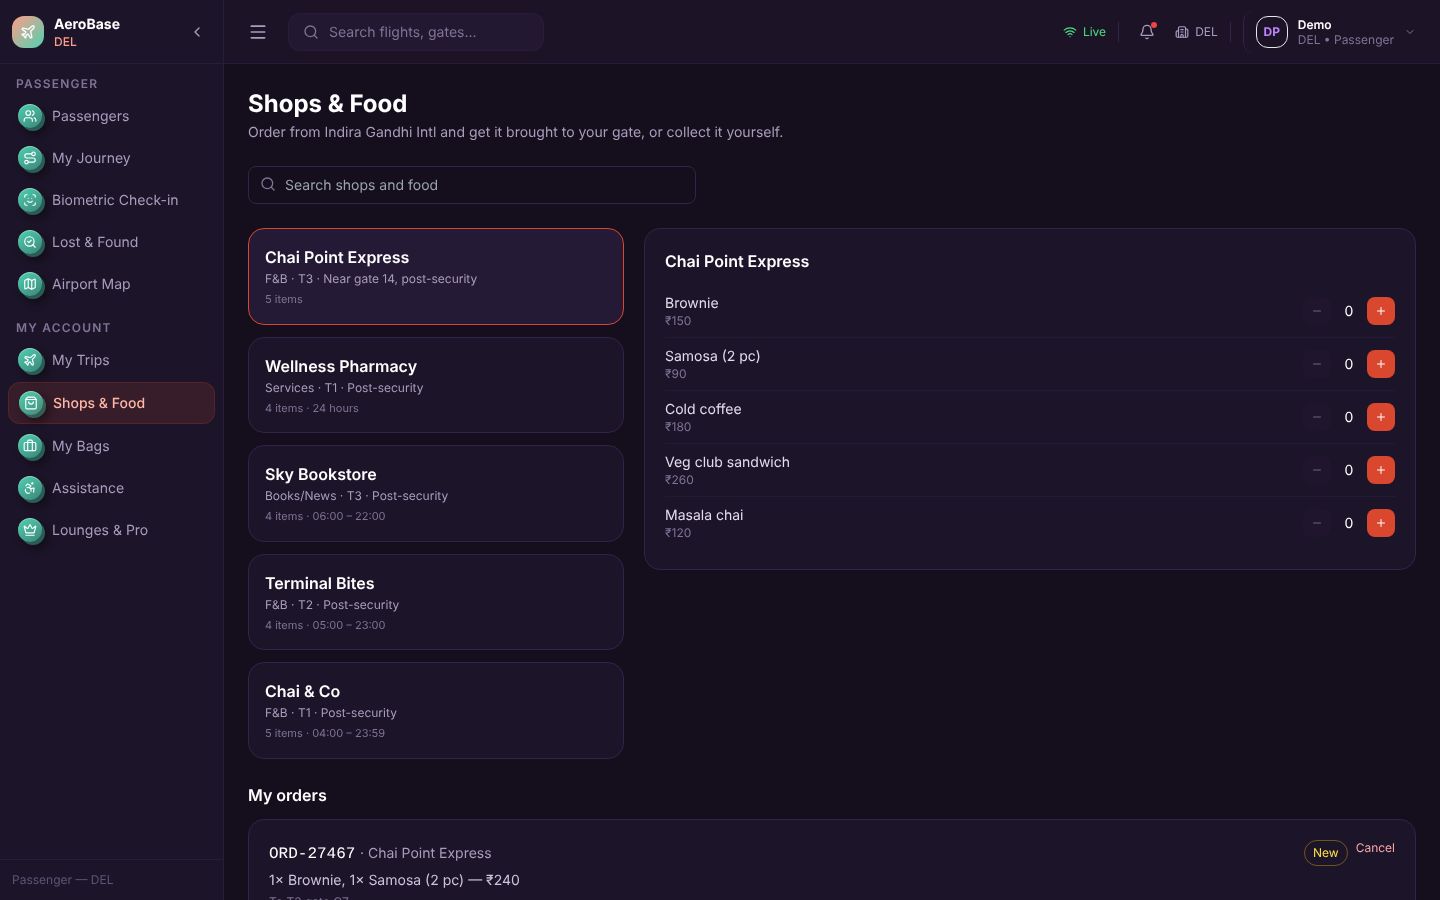 AeroBase
DEL
Search flights, gates...
Live
DEL
DP
Demo
DEL • Passenger
PASSENGER
Passengers
My Journey
Biometric Check-in
Lost & Found
Airport Map
MY ACCOUNT
My Trips
Shops & Food
My Bags
Assistance
Lounges & Pro
Passenger — DEL
Shops & Food
Order from Indira Gandhi Intl and get it brought to your gate, or collect it yourself.
Search shops and food
Chai Point Express
F&B · T3 · Near gate 14, post-security
5 items
Wellness Pharmacy
Services · T1 · Post-security
4 items · 24 hours
Sky Bookstore
Books/News · T3 · Post-security
4 items · 06:00 – 22:00
Terminal Bites
F&B · T2 · Post-security
4 items · 05:00 – 23:00
Chai & Co
F&B · T1 · Post-security
5 items · 04:00 – 23:59
Chai Point Express
Brownie
₹150
− 0 +
Samosa (2 pc)
₹90
− 0 +
Cold coffee
₹180
− 0 +
Veg club sandwich
₹260
− 0 +
Masala chai
₹120
− 0 +
My orders
ORD-27467 · Chai Point Express
New
Cancel
1× Brownie, 1× Samosa (2 pc) — ₹240